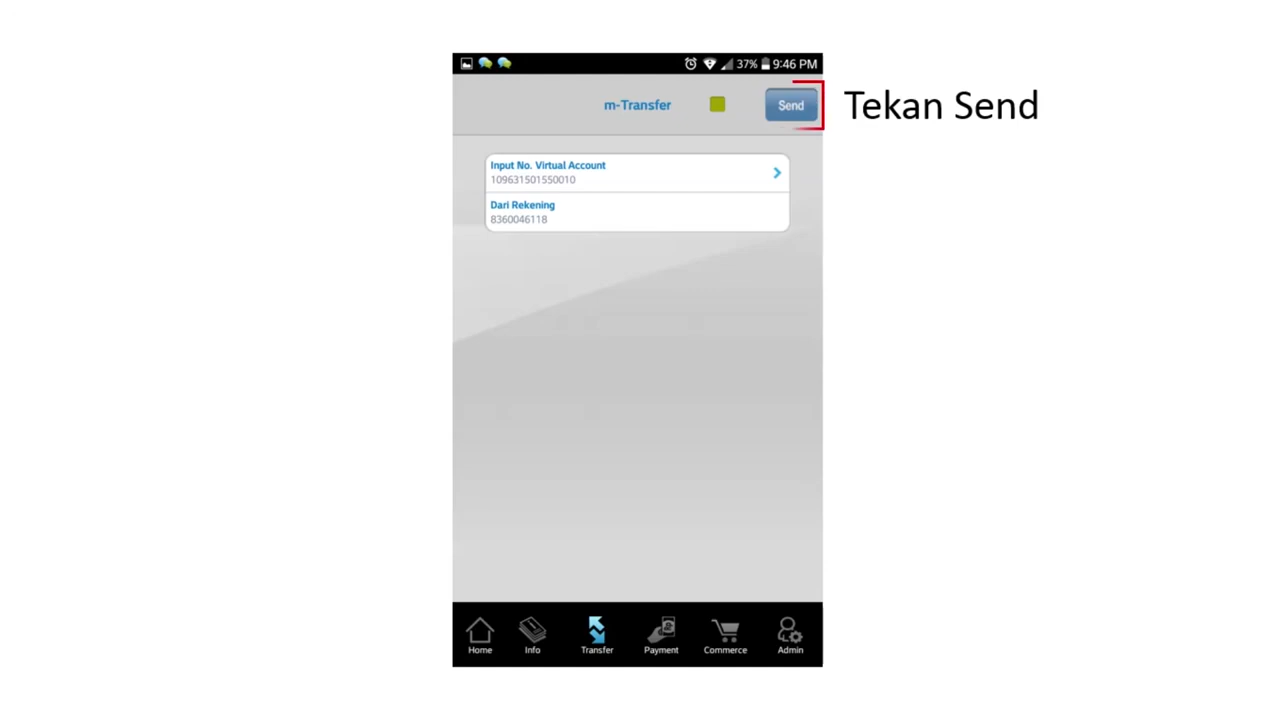 37% 9:46 PM
m-Transfer
Send
Tekan Send
Input No. Virtual Account
109631501550010
Dari Rekening
8360046118
Home Info Transfer Payment Commerce Admin